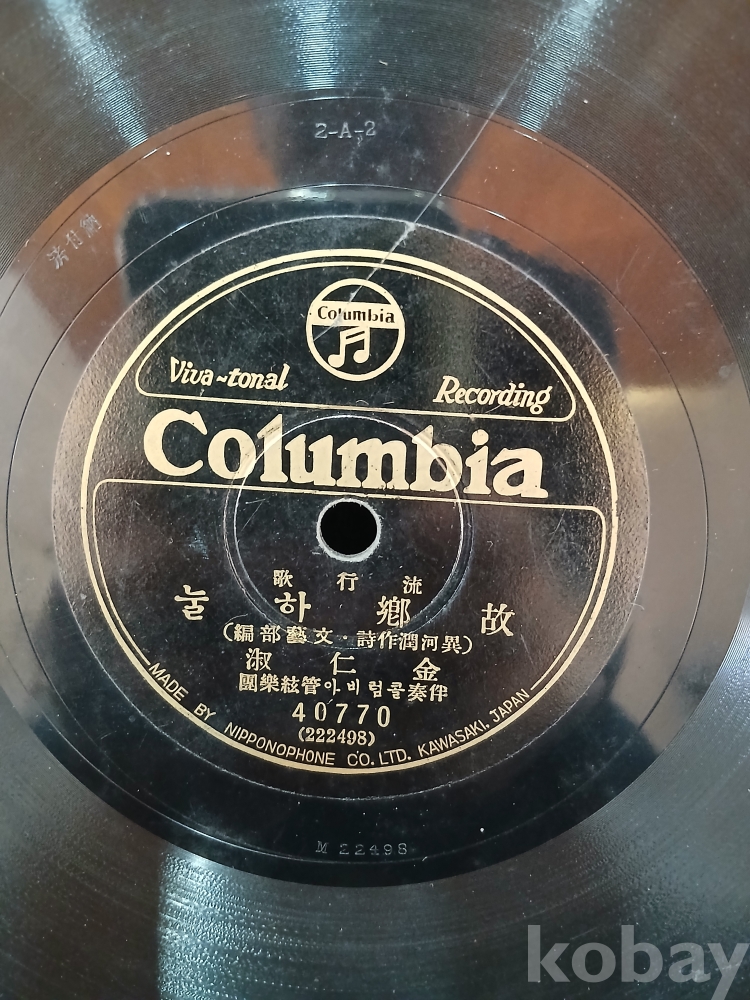 2-A-2
Columbia
Viva-tonal Recording
Columbia
流行歌
故鄕하눌
(異河潤作詩・文藝部編)
金仁淑
伴奏콜럼비아管絃樂團
40770
(222498)
MADE BY NIPPONOPHONE CO. LTD. KAWASAKI, JAPAN
M 22498
kobay